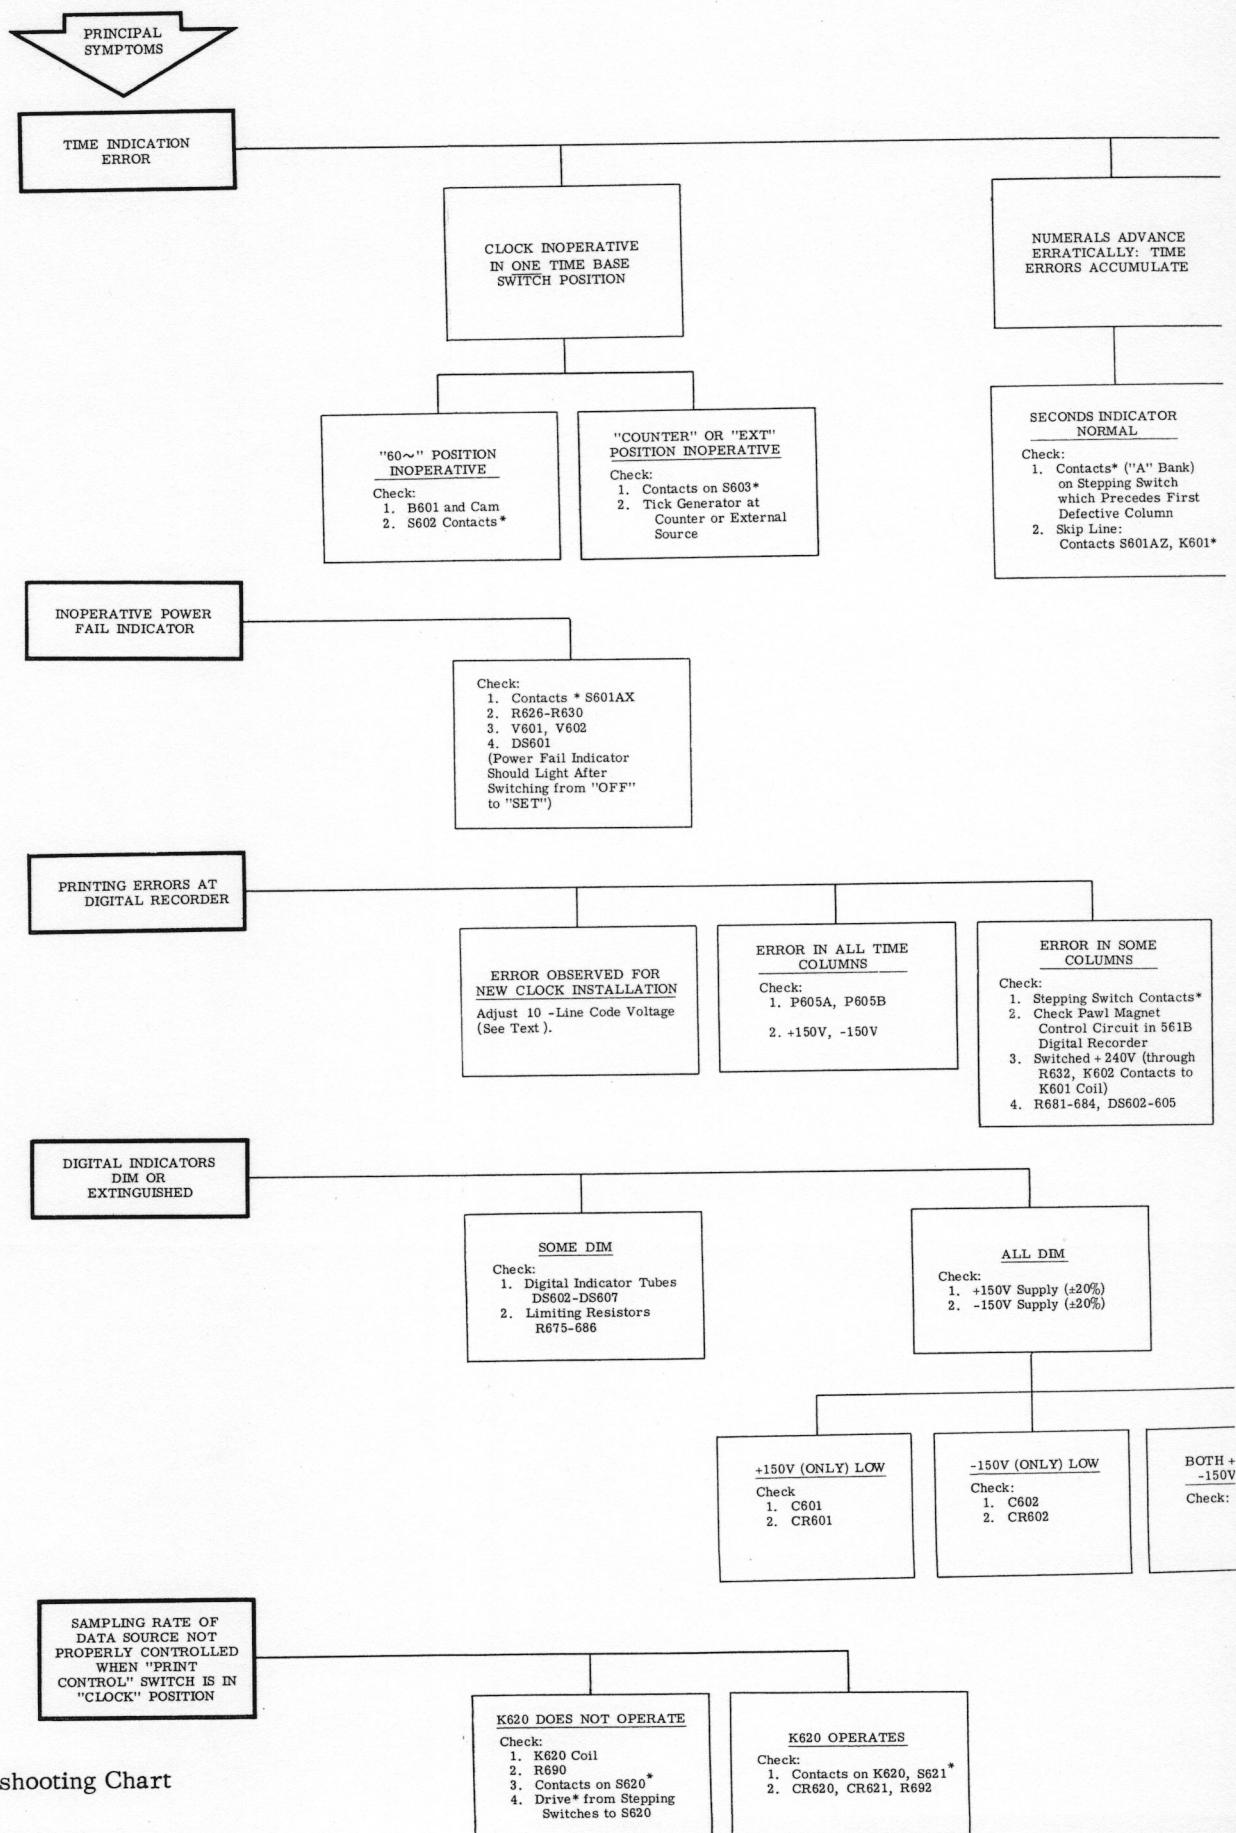 PRINCIPAL
SYMPTOMS
TIME INDICATION
ERROR
CLOCK INOPERATIVE
IN ONE TIME BASE
SWITCH POSITION
NUMERALS ADVANCE
ERRATICALLY: TIME
ERRORS ACCUMULATE
"60~" POSITION
INOPERATIVE
Check:
1. B601 and Cam
2. S602 Contacts*
"COUNTER" OR "EXT"
POSITION INOPERATIVE
Check:
1. Contacts on S603*
2. Tick Generator at
Counter or External
Source
SECONDS INDICATOR
NORMAL
Check:
1. Contacts* ("A" Bank)
on Stepping Switch
which Precedes First
Defective Column
2. Skip Line:
Contacts S601AZ, K601*
INOPERATIVE POWER
FAIL INDICATOR
Check:
1. Contacts * S601AX
2. R626-R630
3. V601, V602
4. DS601
(Power Fail Indicator
Should Light After
Switching from "OFF"
to "SET")
PRINTING ERRORS AT
DIGITAL RECORDER
ERROR OBSERVED FOR
NEW CLOCK INSTALLATION
Adjust 10 -Line Code Voltage
(See Text ).
ERROR IN ALL TIME
COLUMNS
Check:
1. P605A, P605B
2. +150V, -150V
ERROR IN SOME
COLUMNS
Check:
1. Stepping Switch Contacts*
2. Check Pawl Magnet
Control Circuit in 561B
Digital Recorder
3. Switched + 240V (through
R632, K602 Contacts to
K601 Coil)
4. R681-684, DS602-605
DIGITAL INDICATORS
DIM OR
EXTINGUISHED
SOME DIM
Check:
1. Digital Indicator Tubes
DS602-DS607
2. Limiting Resistors
R675-686
ALL DIM
Check:
1. +150V Supply (±20%)
2. -150V Supply (±20%)
+150V (ONLY) LOW
Check
1. C601
2. CR601
-150V (ONLY) LOW
Check:
1. C602
2. CR602
BOTH +
-150V
Check:
SAMPLING RATE OF
DATA SOURCE NOT
PROPERLY CONTROLLED
WHEN "PRINT
CONTROL" SWITCH IS IN
"CLOCK" POSITION
K620 DOES NOT OPERATE
Check:
1. K620 Coil
2. R690
3. Contacts on S620*
4. Drive* from Stepping
Switches to S620
K620 OPERATES
Check:
1. Contacts on K620, S621*
2. CR620, CR621, R692
shooting Chart